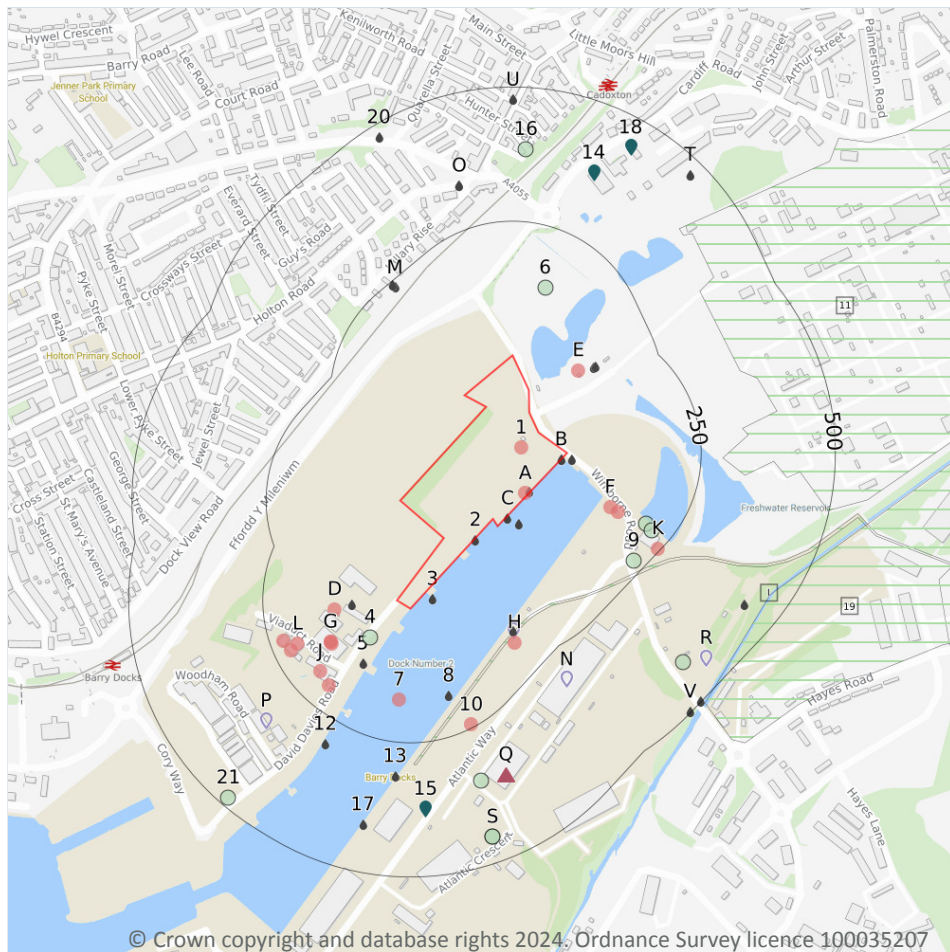 Hywel Crescent
Barry Road
Kenilworth Road
Main Street
Little Moors Hill
Cardiff Road
John Street
Arthur Street
Palmerston Road
Lee Road
Court Road
Quarella Street
Hunter Street
Jenner Park Primary
School
U
Cadoxton
20
16
18
14
T
O
A4055
Tydfil Street
Everard Street
Guy's Road
Hilary Rise
Morel Street
Crossways Street
Pyke Street
B4294
M
Holton Road
6
11
Holton Primary School
E
Lower Pyke Street
Jewel Street
250
500
1
B
George Street
Castleland Street
Cross Street
St Mary's Avenue
Station Street
Dock View Road
Ffordd Y Mileniwm
A
F
Wimborne Road
C
2
K
Freshwater Reservoir
9
3
D
I
19
4
G
L
Viaduct Road
H
J
5
Dock Number 2
N
R
Barry Docks
Woodham Road
7
8
Hayes Road
P
10
V
David Davies Road
12
Cory Way
Atlantic Way
Q
13
Barry Docks
21
15
Hayes Lane
17
S
Atlantic Crescent
© Crown copyright and database rights 2024. Ordnance Survey licence 100035207